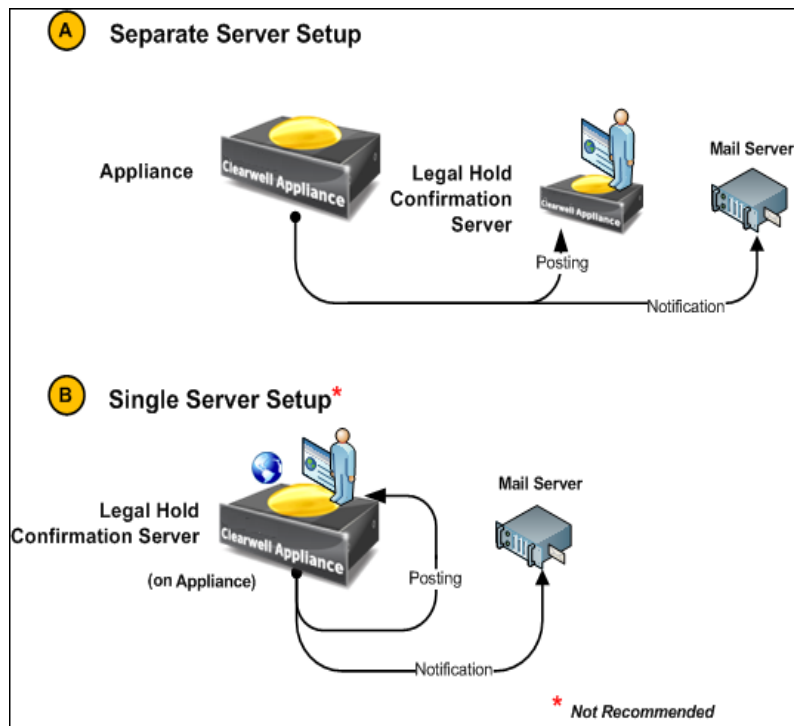 A Separate Server Setup
Appliance
Clearwell Appliance
Legal Hold
Confirmation
Server
Clearwell Appliance
Mail Server
Posting
Notification
B Single Server Setup*
Legal Hold
Confirmation Server
(on Appliance)
Clearwell Appliance
Mail Server
Posting
Notification
* Not Recommended